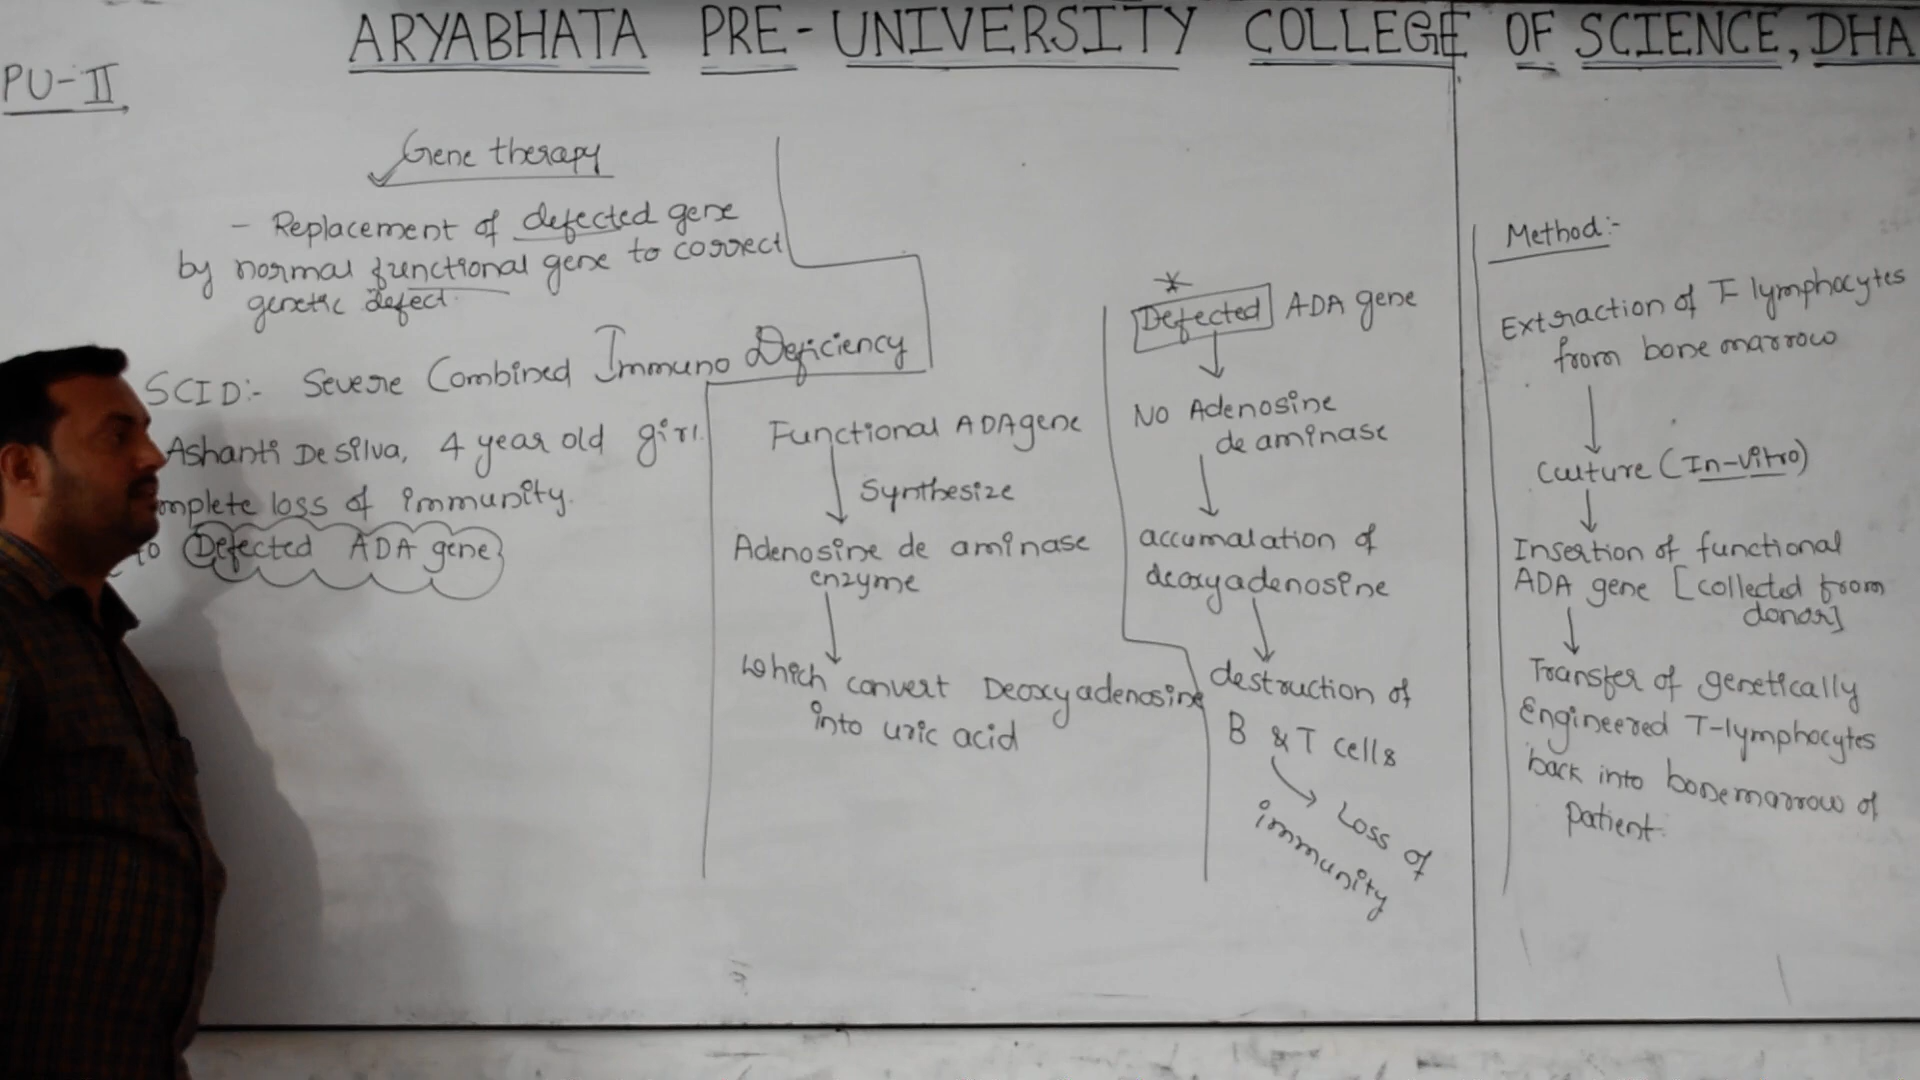 ARYABHATA PRE-UNIVERSITY COLLEGE OF SCIENCE, DHA
PU-II
Gene therapy
- Replacement of defected gene
by normal functional gene to correct
genetic defect.
SCID:- Severe Combined Immuno Deficiency
Ashanti Desilva, 4 year old girl.
mplete loss of immunity.
to Defected ADA gene
Functional ADA gene
Synthesize
Adenosine de aminase
enzyme
which convert Deoxyadenosine
into uric acid
*
Defected ADA gene
No Adenosine
de aminase
accumalation of
deoxyadenosine
destruction of
B & T cells
Loss of
immunity
Method:-
Extraction of T lymphocytes
from bone marrow
Culture (In-vitro)
Insertion of functional
ADA gene [collected from
donar]
Transfer of genetically
Engineered T-lymphocytes
back into bonemarrow of
patient.